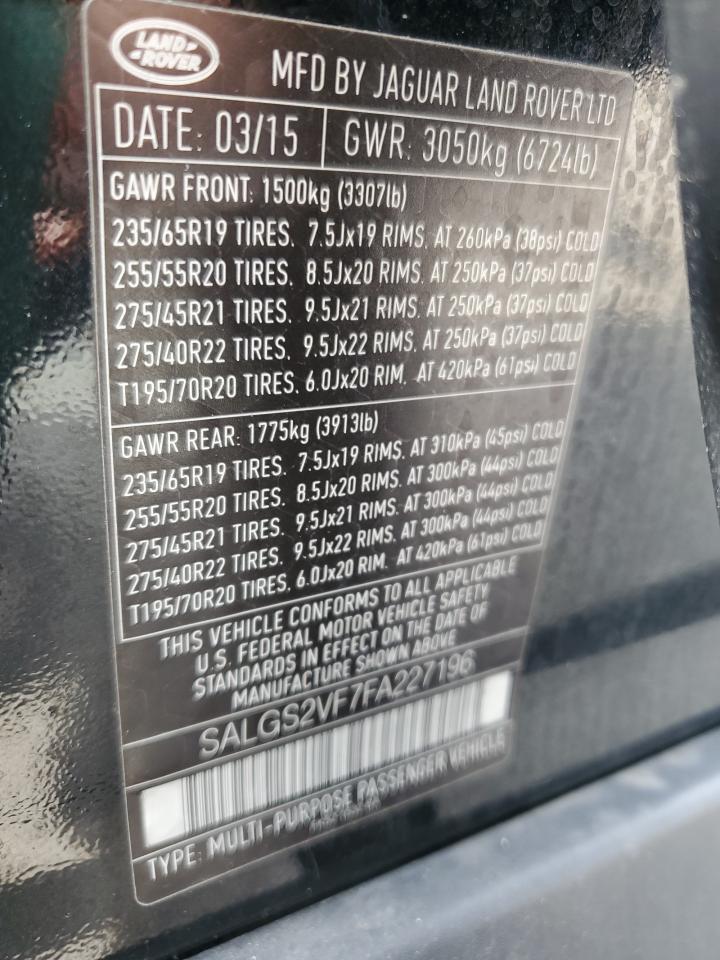 LAND-
-ROVER
MFD BY JAGUAR LAND ROVER LTD
DATE: 03/15 GWR: 3050kg (6724lb)
GAWR FRONT: 1500kg (3307lb)
235/65R19 TIRES. 7.5Jx19 RIMS. AT 260kPa (38psi) COLD
255/55R20 TIRES. 8.5Jx20 RIMS. AT 250kPa (37psi) COLD
275/45R21 TIRES. 9.5Jx21 RIMS. AT 250kPa (37psi) COLD
275/40R22 TIRES. 9.5Jx22 RIMS. AT 250kPa (37psi) COLD
T195/70R20 TIRES. 6.0Jx20 RIM. AT 420kPa (61psi) COLD
GAWR REAR: 1775kg (3913lb)
235/65R19 TIRES. 7.5Jx19 RIMS. AT 310kPa (45psi) COLD
255/55R20 TIRES. 8.5Jx20 RIMS. AT 300kPa (44psi) COLD
275/45R21 TIRES. 9.5Jx21 RIMS. AT 300kPa (44psi) COLD
275/40R22 TIRES. 9.5Jx22 RIMS. AT 300kPa (44psi) COLD
T195/70R20 TIRES. 6.0Jx20 RIM. AT 420kPa (61psi) COLD
THIS VEHICLE CONFORMS TO ALL APPLICABLE
U.S. FEDERAL MOTOR VEHICLE SAFETY
STANDARDS IN EFFECT ON THE DATE OF
MANUFACTURE SHOWN ABOVE
SALGS2VF7FA227196
TYPE: MULTI-PURPOSE PASSENGER VEHICLE